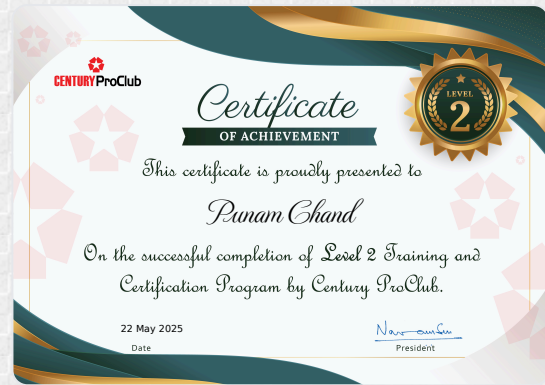 CENTURY ProClub
Certificate
OF ACHIEVEMENT
LEVEL
2
This certificate is proudly presented to
Punam Chand
On the successful completion of Level 2 Training and
Certification Program by Century ProClub.
22 May 2025
Date
President